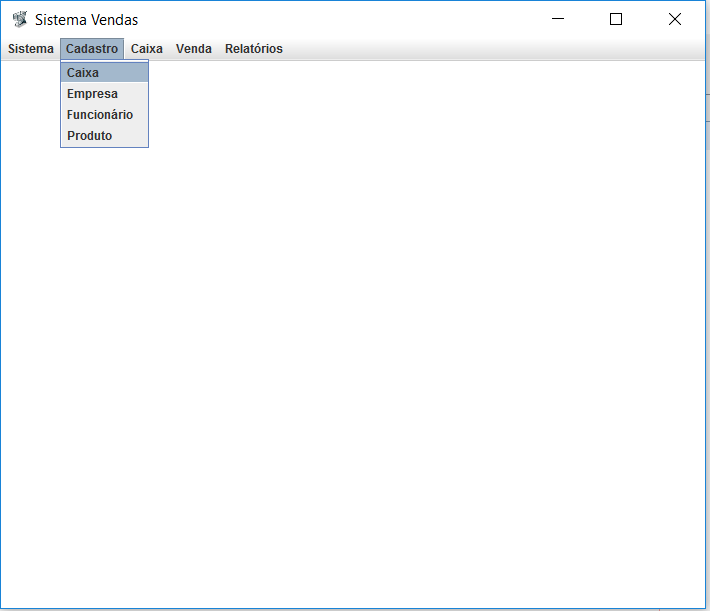 Sistema Vendas
Sistema Cadastro Caixa Venda Relatórios
Caixa
Empresa
Funcionário
Produto